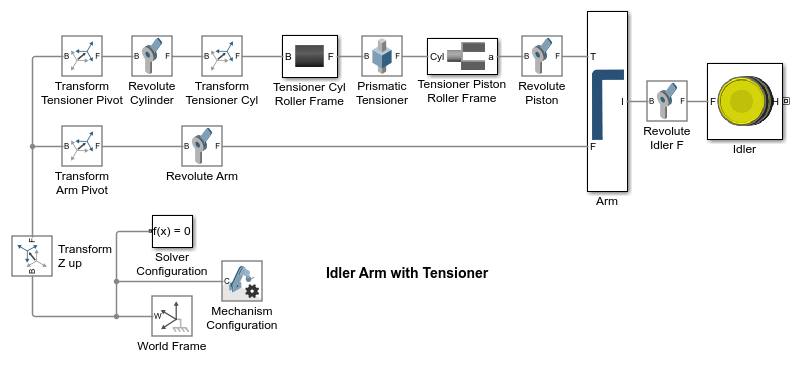 B F B F B F B F B F Cyl a B F T
Transform
Tensioner Pivot
Revolute
Cylinder
Transform
Tensioner Cyl
Tensioner Cyl
Roller Frame
Prismatic
Tensioner
Tensioner Piston
Roller Frame
Revolute
Piston
I B F F H
Revolute
Idler F
Idler
B F B F F
Transform
Arm Pivot
Revolute Arm
Arm
F
B
Transform
Z up
f(x) = 0
Solver
Configuration
C
Mechanism
Configuration
W
World Frame
Idler Arm with Tensioner